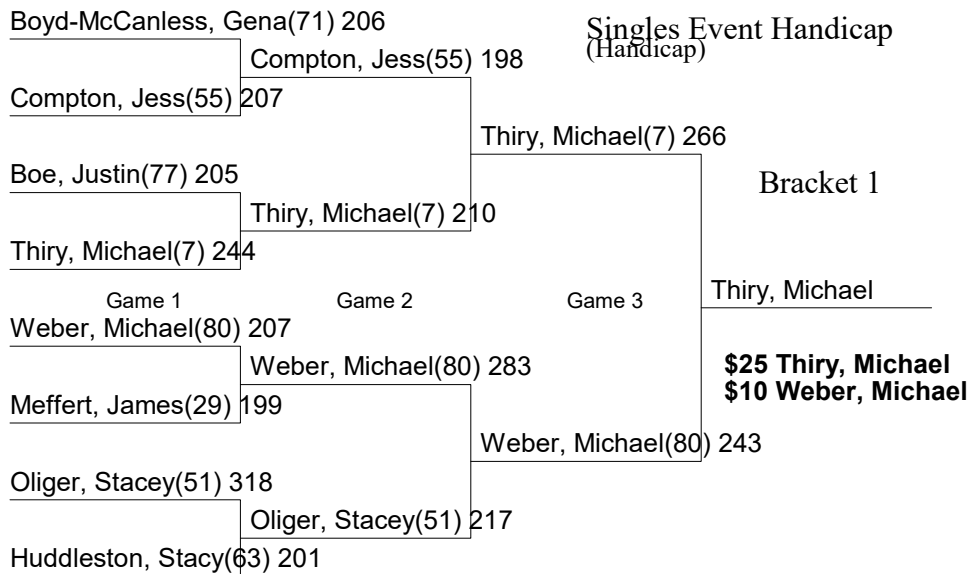 Boyd-McCanless, Gena(71) 206
Singles Event Handicap
(Handicap)
Compton, Jess(55) 198
Compton, Jess(55) 207
Thiry, Michael(7) 266
Boe, Justin(77) 205
Bracket 1
Thiry, Michael(7) 210
Thiry, Michael(7) 244
Thiry, Michael
Game 1
Game 2
Game 3
Weber, Michael(80) 207
Weber, Michael(80) 283
$25 Thiry, Michael
$10 Weber, Michael
Meffert, James(29) 199
Weber, Michael(80) 243
Oliger, Stacey(51) 318
Oliger, Stacey(51) 217
Huddleston, Stacy(63) 201